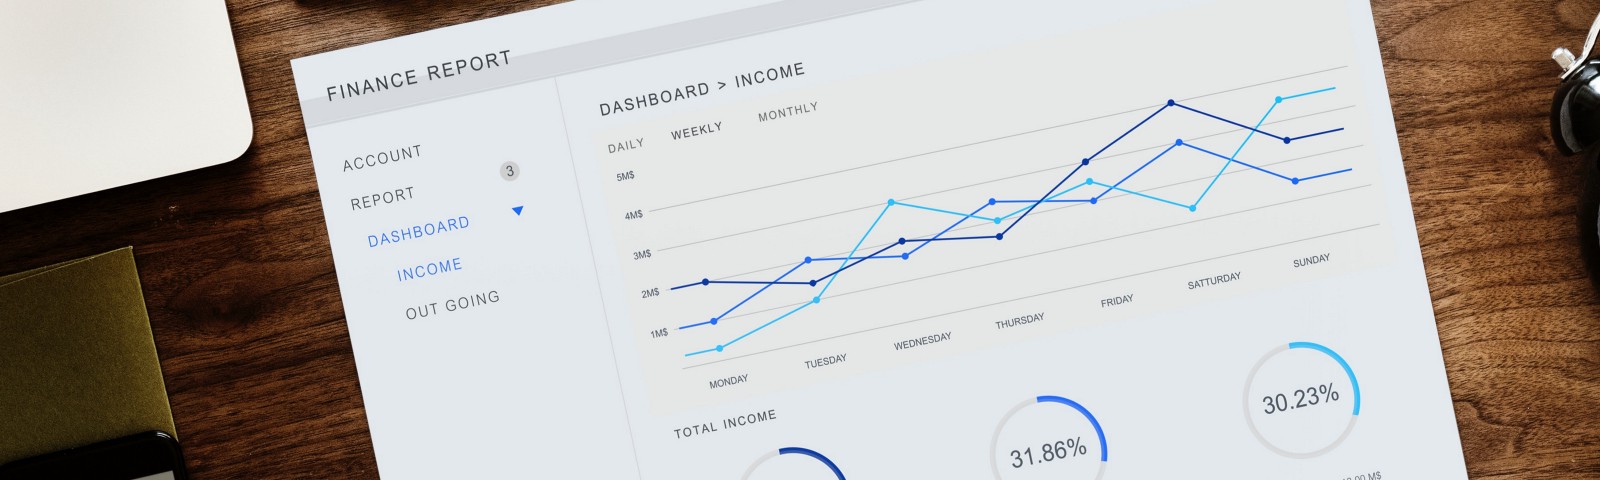 FINANCE REPORT
ACCOUNT
REPORT
3
DASHBOARD
INCOME
OUT GOING
DASHBOARD > INCOME
DAILY WEEKLY MONTHLY
5M$
4M$
3M$
2M$
1M$
MONDAY TUESDAY WEDNESDAY THURSDAY FRIDAY SATTURDAY SUNDAY
TOTAL INCOME
31.86%
30.23%